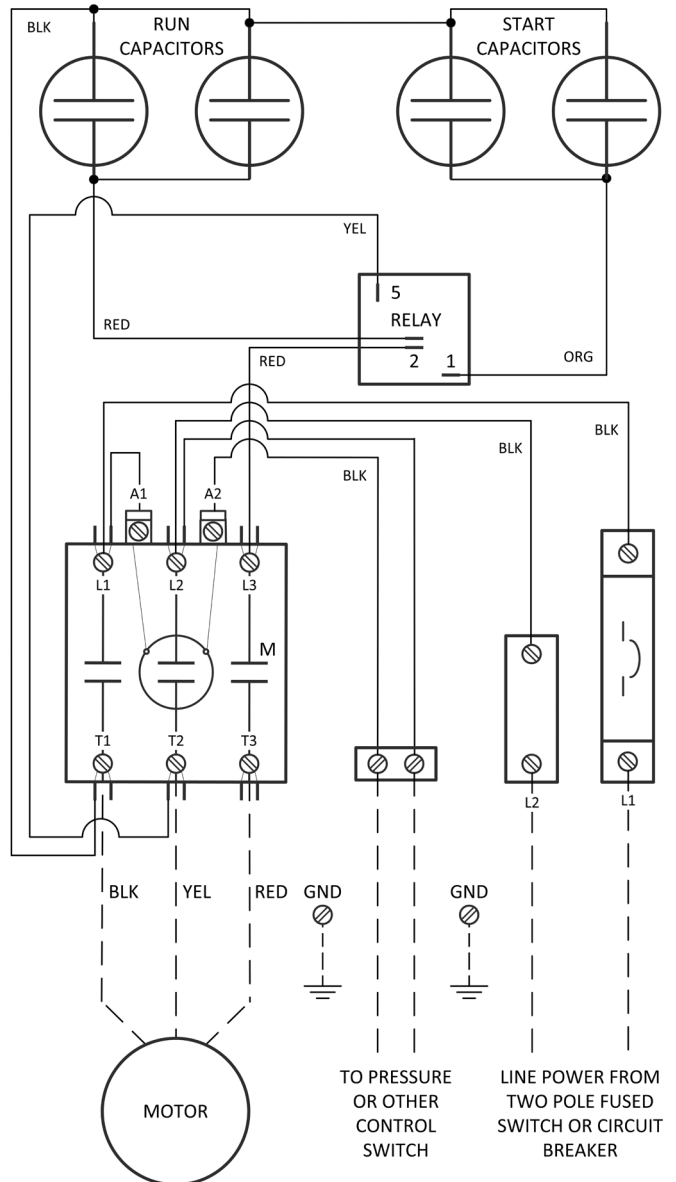 BLK
RUN
CAPACITORS
START
CAPACITORS
YEL
5
RELAY
2
1
RED
RED
ORG
BLK
BLK
BLK
A1
A2
L1
L2
L3
M
T1
T2
T3
L2
L1
BLK
YEL
RED
GND
GND
MOTOR
TO PRESSURE
OR OTHER
CONTROL
SWITCH
LINE POWER FROM
TWO POLE FUSED
SWITCH OR CIRCUIT
BREAKER